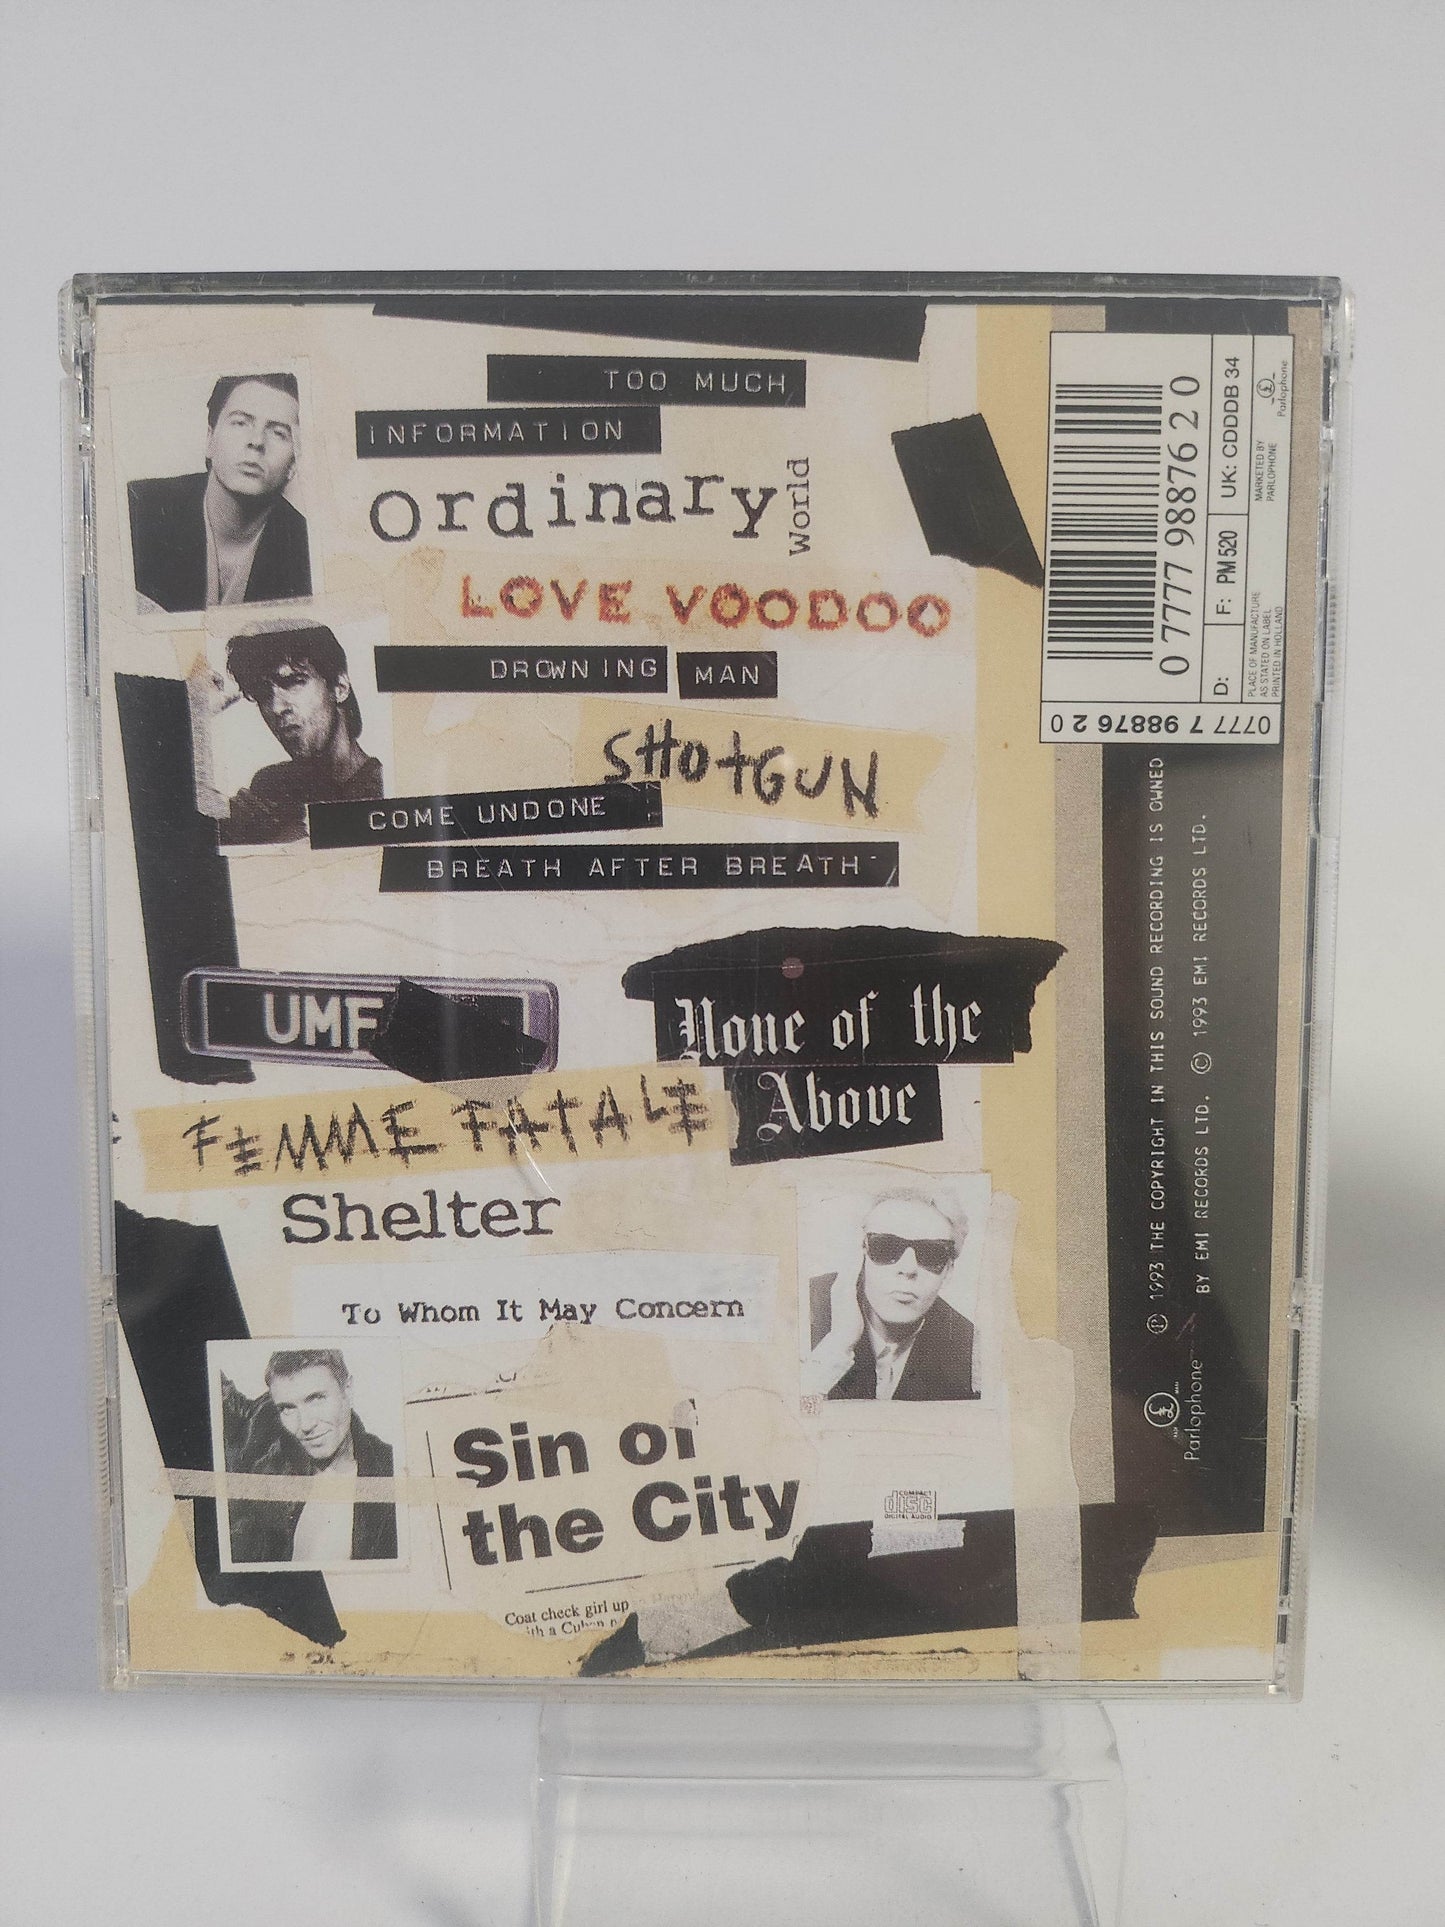 TOO MUCH
INFORMATION
Ordinary
World
LOVE VOODOO
DROWNING MAN
SHOTGUN
COME UNDONE
BREATH AFTER BREATH
UMF
None of the
Above
FEMME FATALE
Shelter
To Whom It May Concern
Sin of
the City
Coat check girl up
COMPACT
disc
DIGITAL AUDIO
0 7777 98876 2 0
UK: CDDDB 34
F: PM 520
D:
MARKETED BY
PARLOPHONE
Parlophone
PLACE OF MANUFACTURE
AS STATED ON LABEL
PRINTED IN HOLLAND
0777 7 98876 2 0
℗ 1993 THE COPYRIGHT IN THIS SOUND RECORDING IS OWNED
BY EMI RECORDS LTD. © 1993 EMI RECORDS LTD.
Parlophone